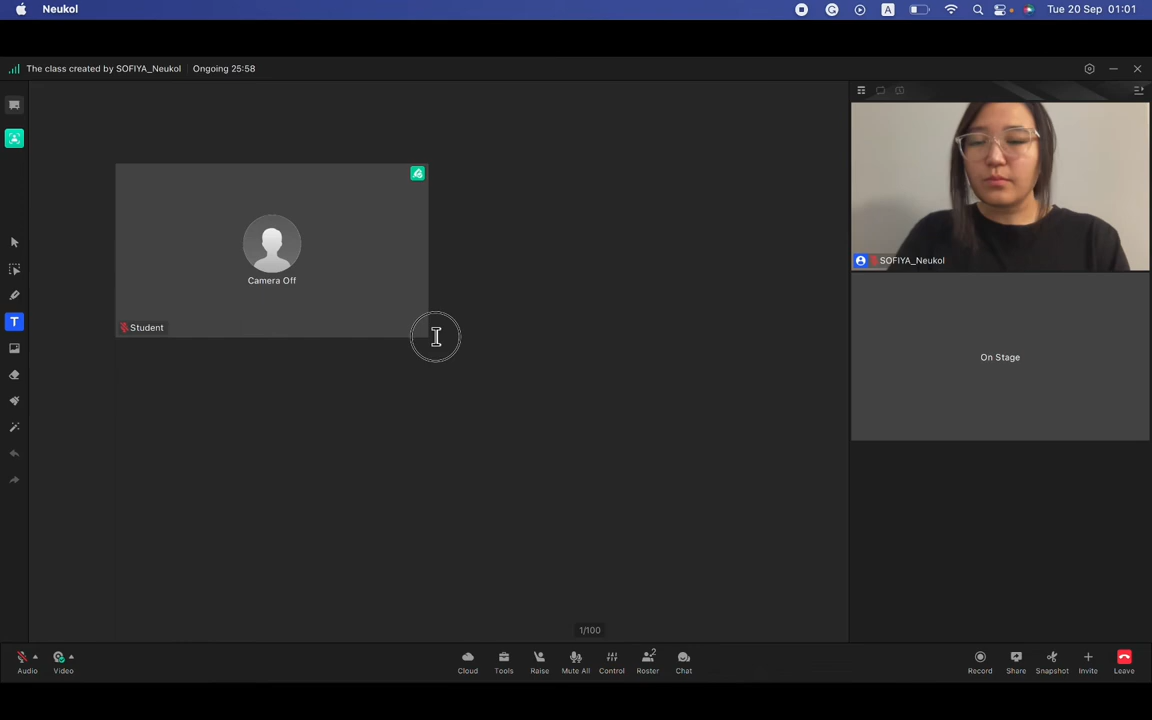 Neukol
A
Tue 20 Sep 01:01
The class created by SOFIYA_Neukol
Ongoing 25:58
Camera Off
Student
T
SOFIYA_Neukol
On Stage
1/100
2
Audio
Video
Cloud
Tools
Raise
Mute All
Control
Roster
Chat
Record
Share
Snapshot
Invite
Leave